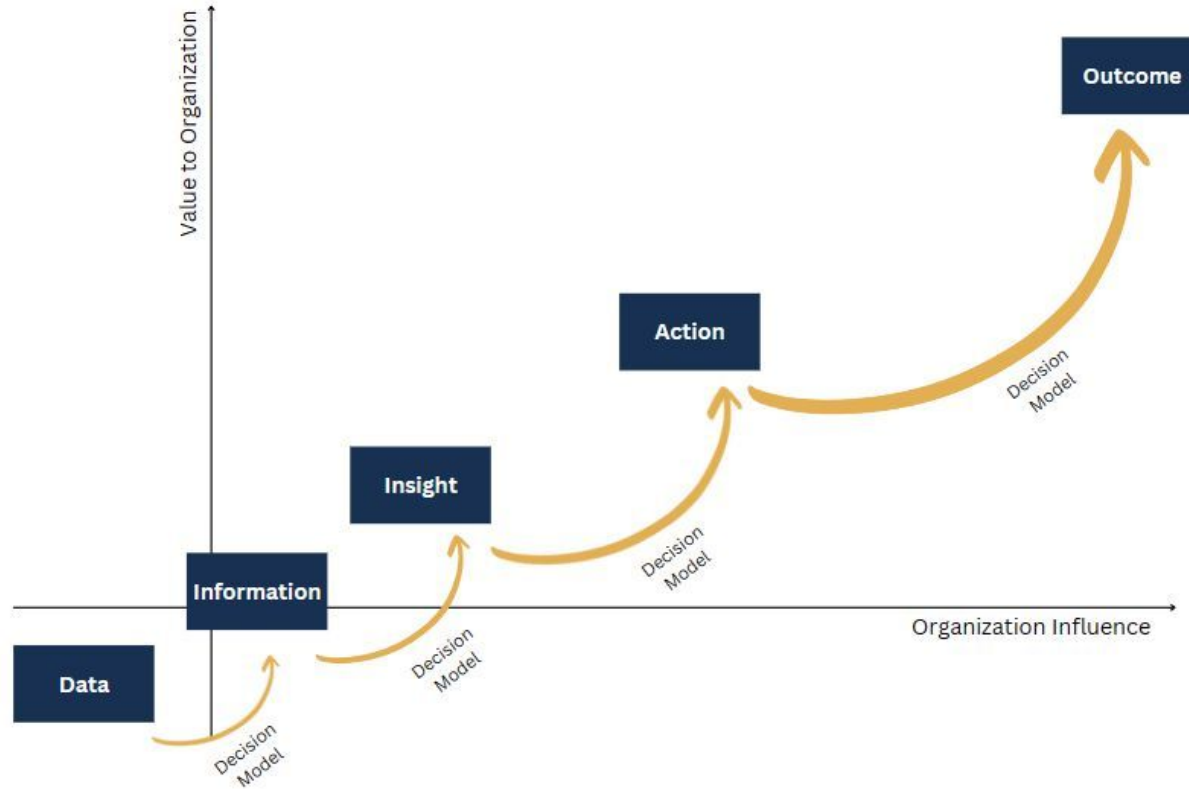 Value to Organization
Outcome
Action
Decision
Model
Insight
Decision
Model
Information
Organization Influence
Decision
Model
Data
Decision
Model